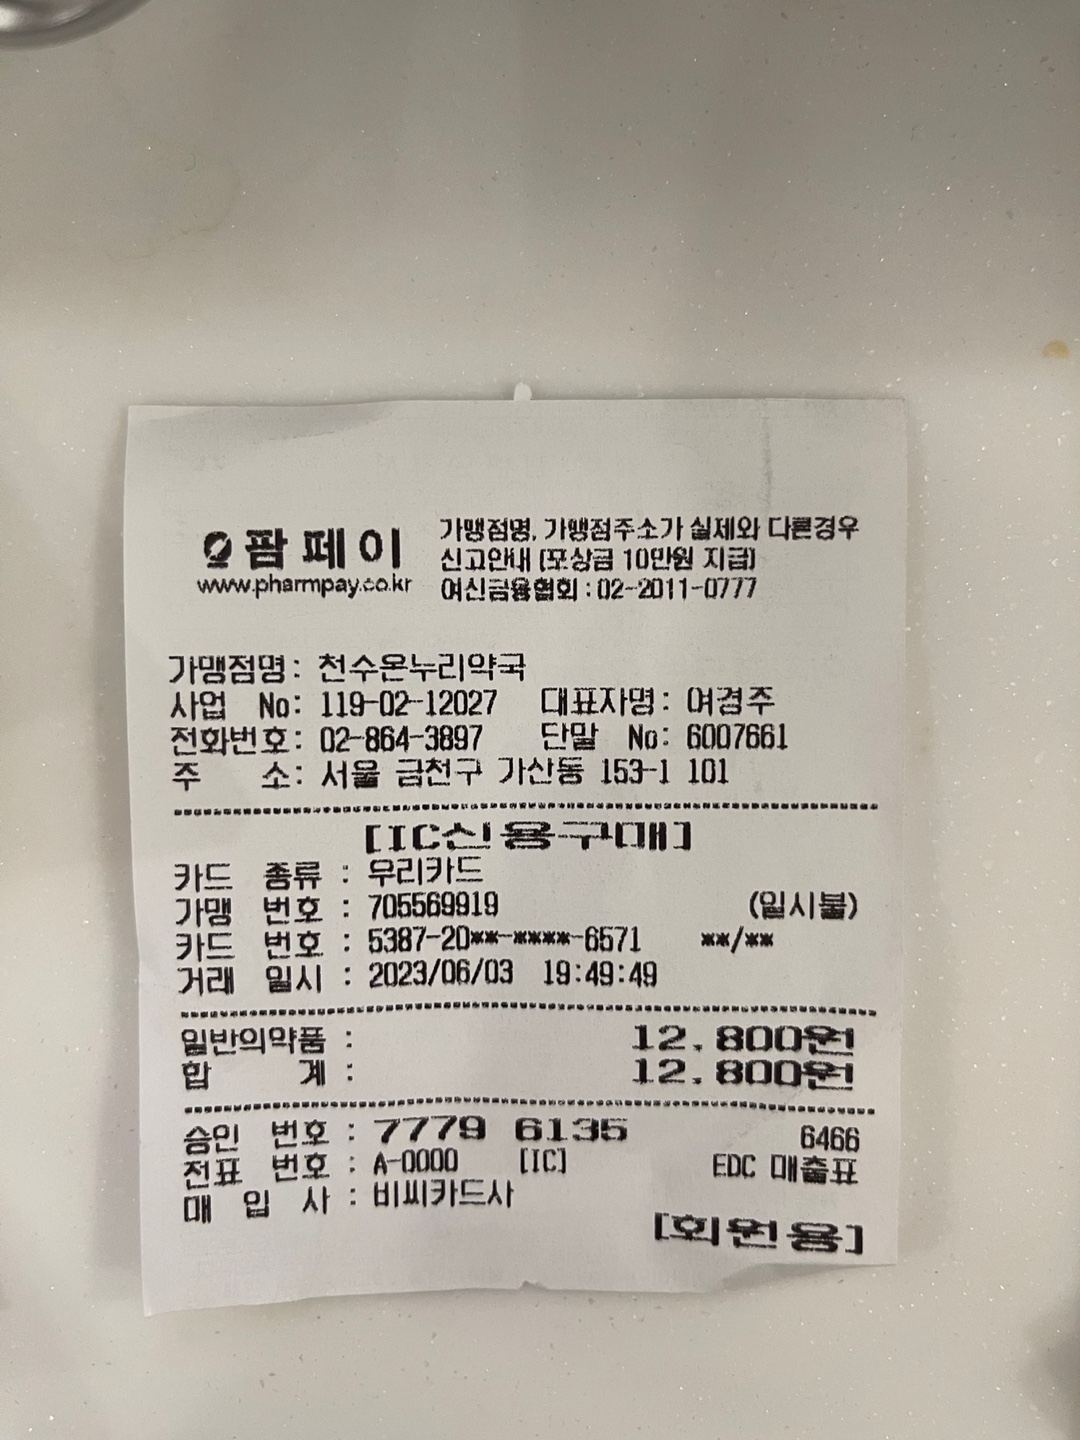 팜페이
www.pharmpay.co.kr
가맹점명, 가맹점주소가 실제와 다른경우
신고안내 (포상금 10만원 지급)
여신금융협회 : 02-2011-0777
가맹점명: 천수온누리약국
사업 No: 119-02-12027 대표자명: 여경주
전화번호: 02-864-3897 단말 No: 6007661
주 소: 서울 금천구 가산동 153-1 101
[IC신용구매]
카드 종류 : 우리카드
가맹 번호 : 705569919 (일시불)
카드 번호 : 5387-20**-****-6571 **/**
거래 일시 : 2023/06/03 19:49:49
일반의약품 : 12,800원
합 계 : 12,800원
승인 번호 : 7779 6135 6466
전표 번호 : A-0000 [IC] EDC 매출표
매 입 사 : 비씨카드사
[회원용]